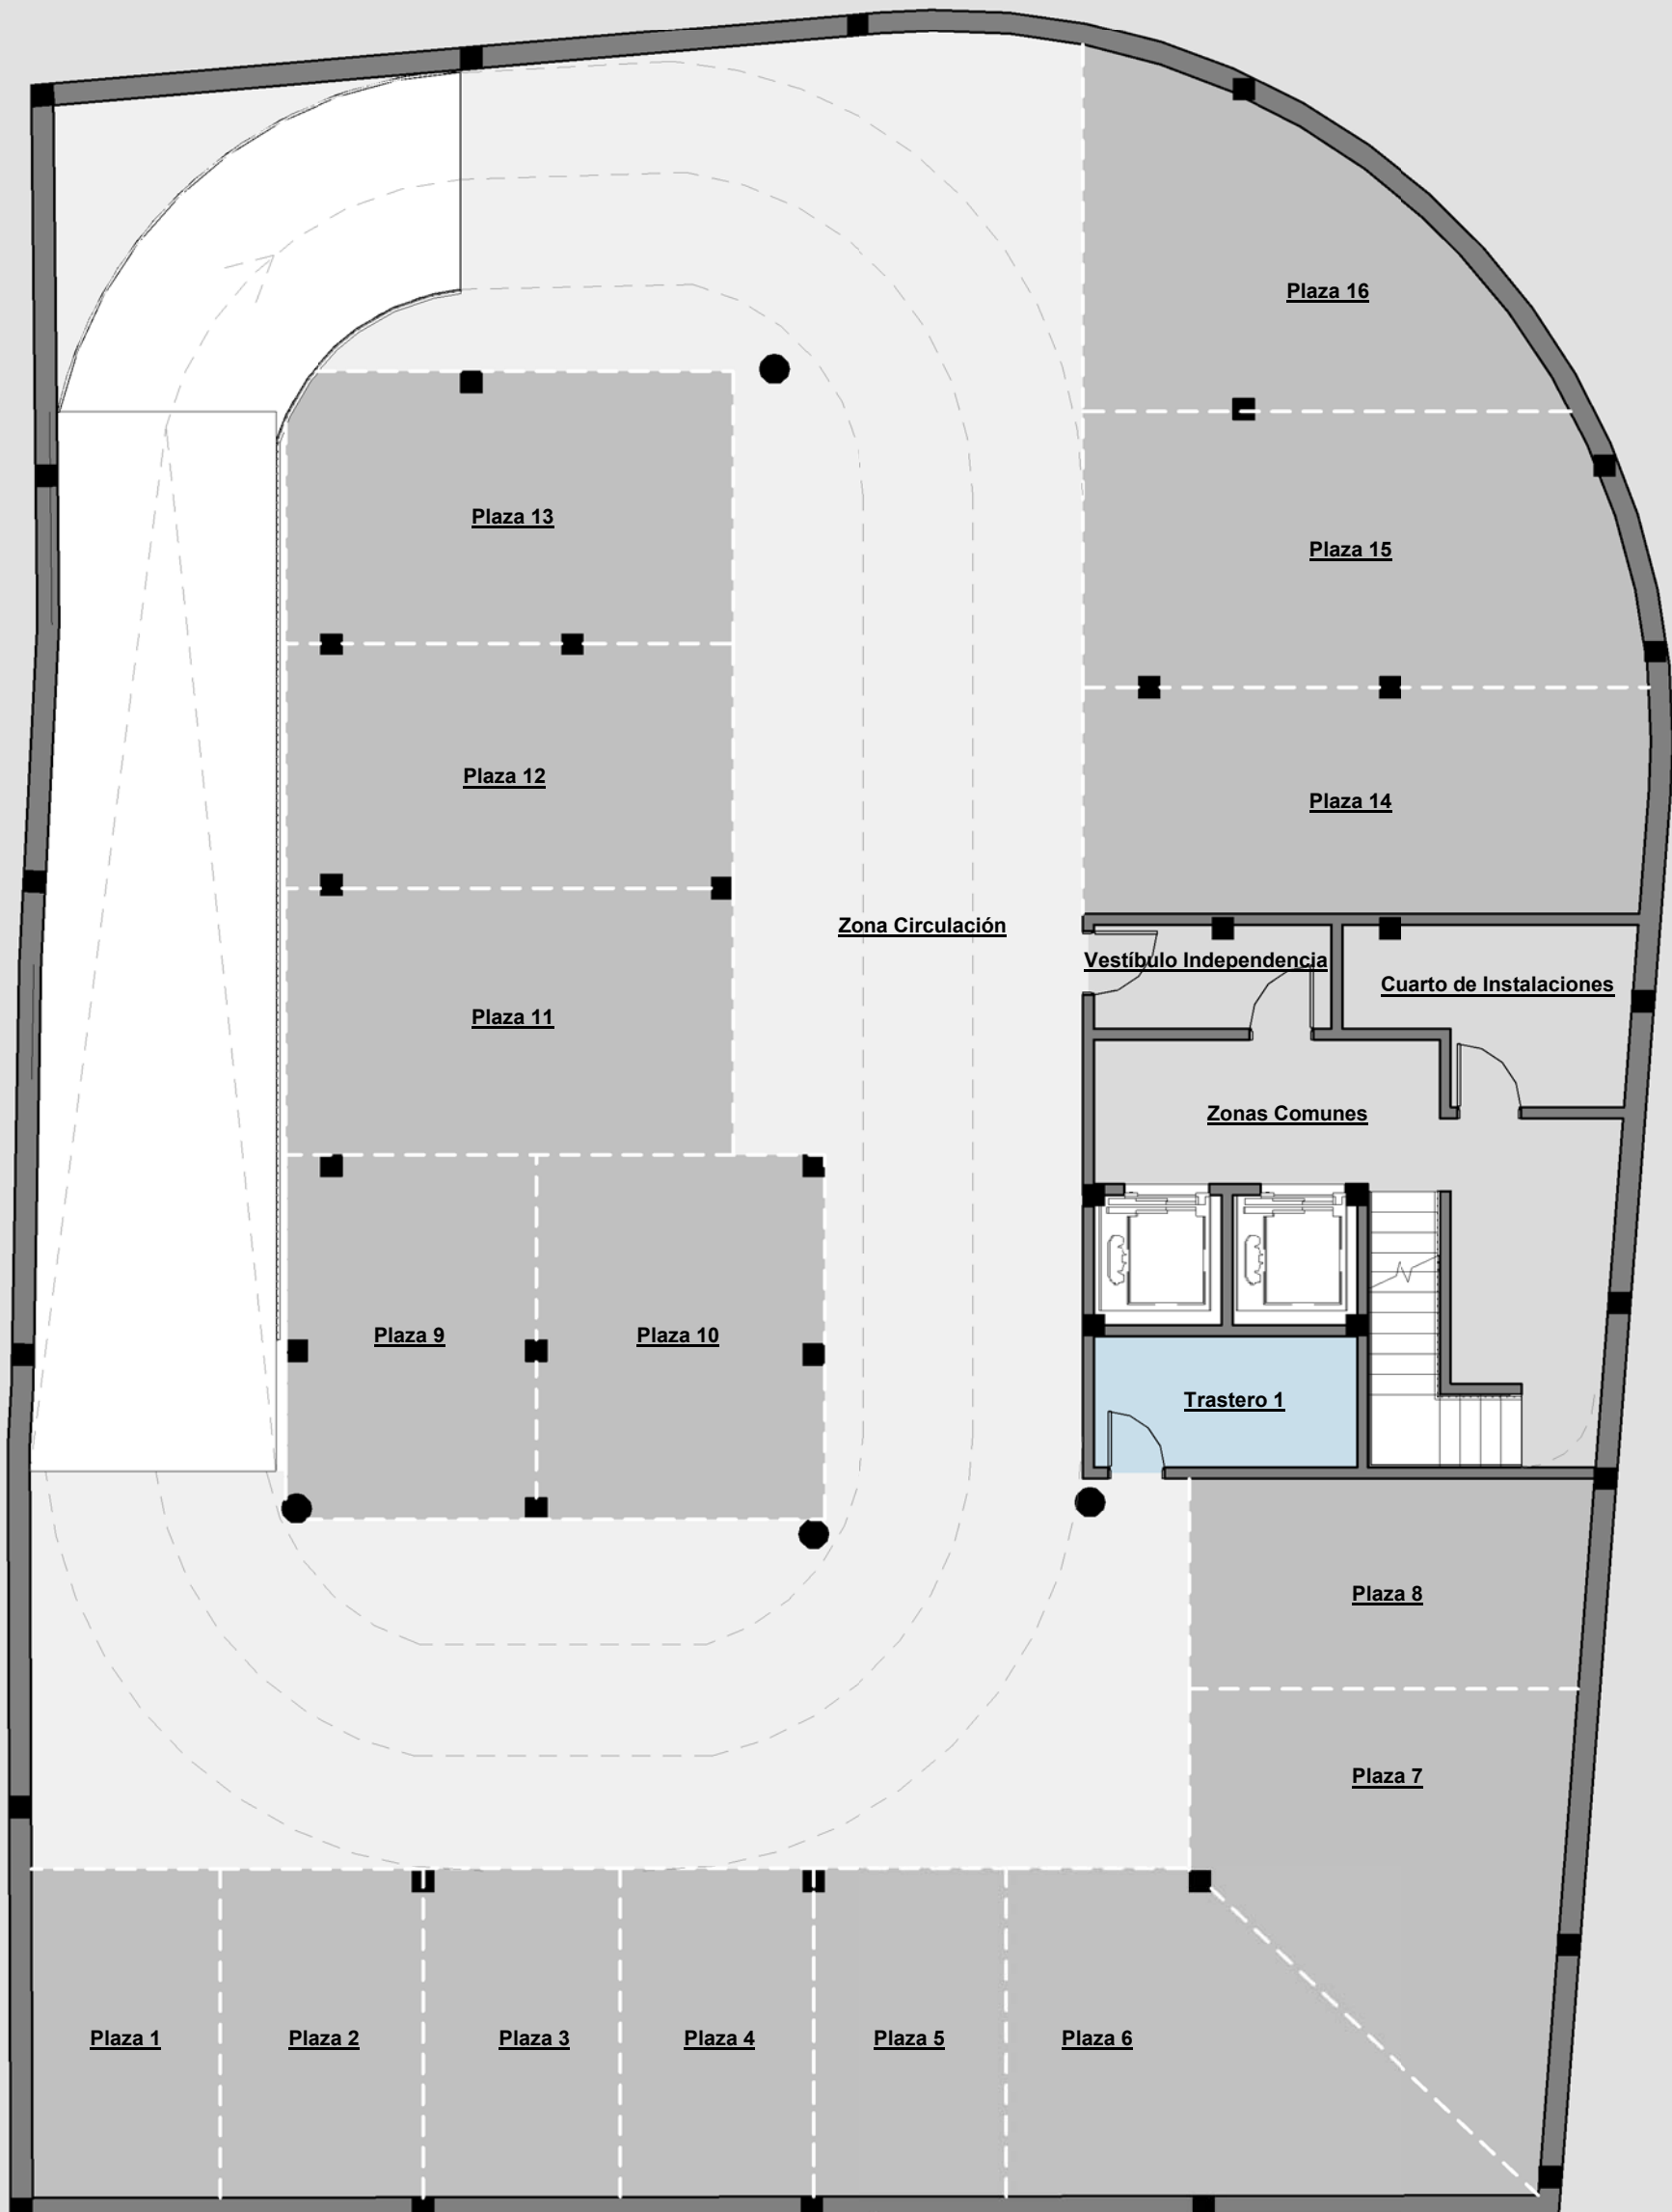 Plaza 16
Plaza 13
Plaza 15
Plaza 12
Plaza 14
Zona Circulación
Vestíbulo Independencia
Cuarto de Instalaciones
Plaza 11
Zonas Comunes
Plaza 9
Plaza 10
Trastero 1
Plaza 8
Plaza 7
Plaza 1
Plaza 2
Plaza 3
Plaza 4
Plaza 5
Plaza 6